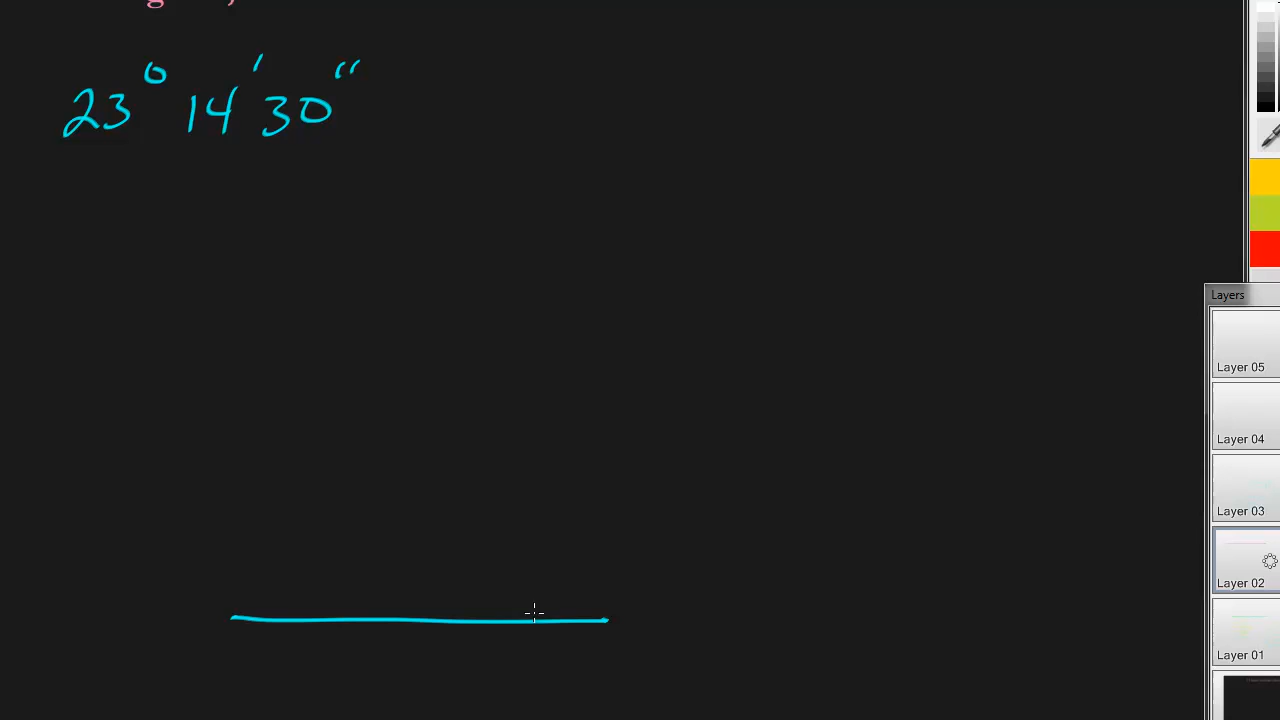 23° 14' 30"
Layers
Layer 05
Layer 04
Layer 03
Layer 02
Layer 01